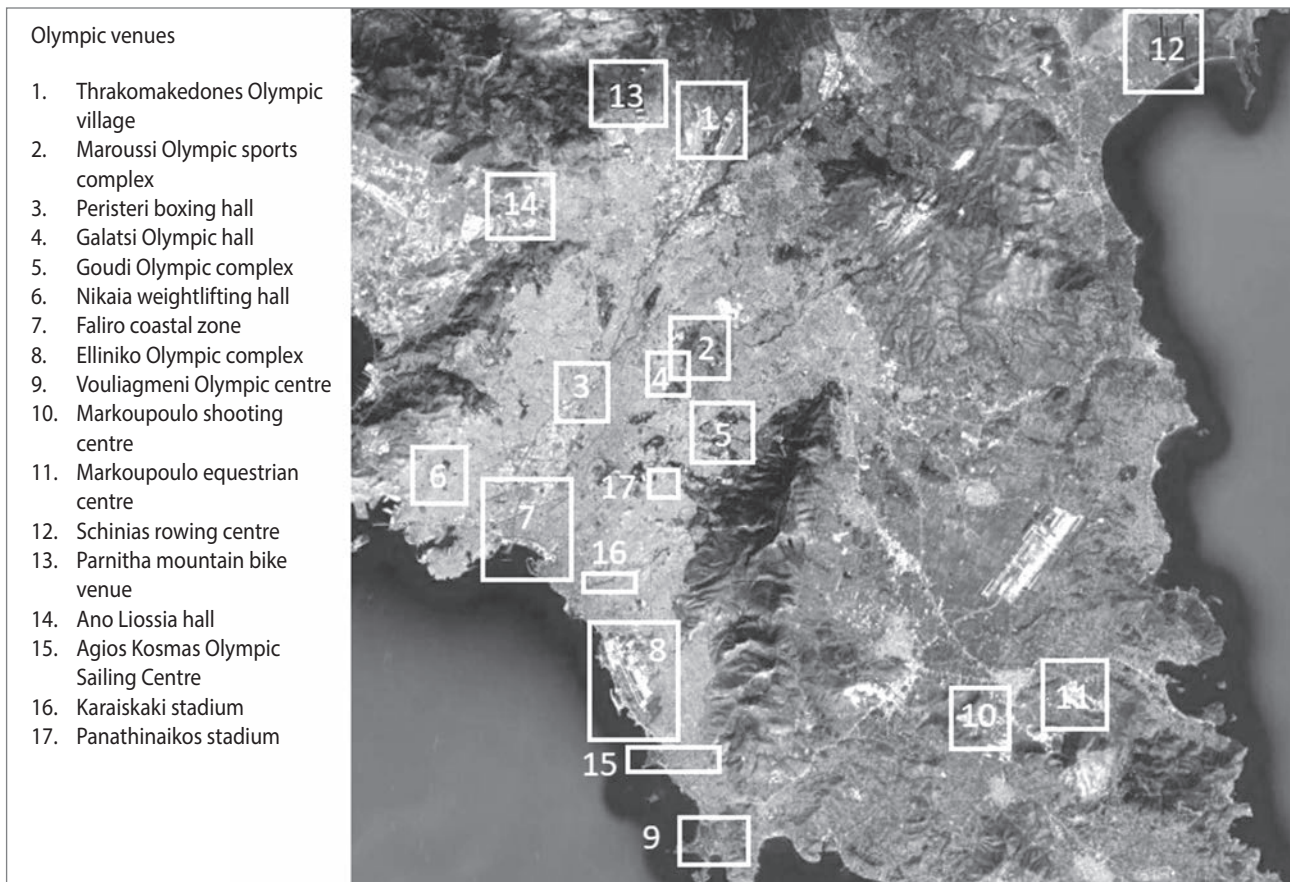 Olympic venues
1. Thrakomakedones Olympic
village
2. Maroussi Olympic sports
complex
3. Peristeri boxing hall
4. Galatsi Olympic hall
5. Goudi Olympic complex
6. Nikaia weightlifting hall
7. Faliro coastal zone
8. Elliniko Olympic complex
9. Vouliagmeni Olympic centre
10. Markoupoulo shooting
centre
11. Markoupoulo equestrian
centre
12. Schinias rowing centre
13. Parnitha mountain bike
venue
14. Ano Liossia hall
15. Agios Kosmas Olympic
Sailing Centre
16. Karaiskaki stadium
17. Panathinaikos stadium
12
13
1
14
2
4
3
5
6
17
7
16
8
11
10
15
9